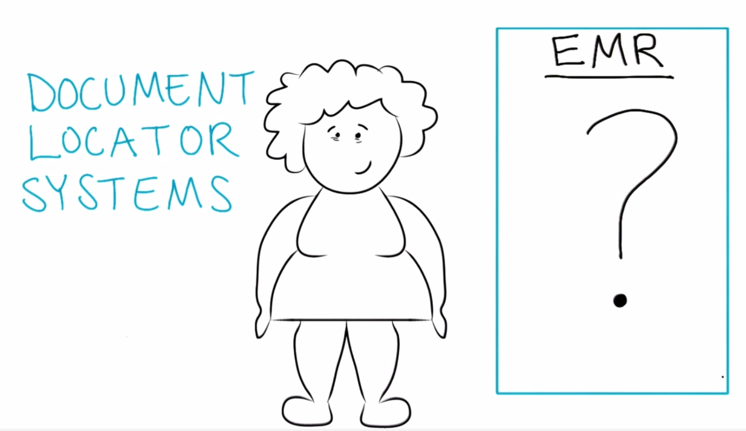 DOCUMENT
LOCATOR
SYSTEMS
EMR
?